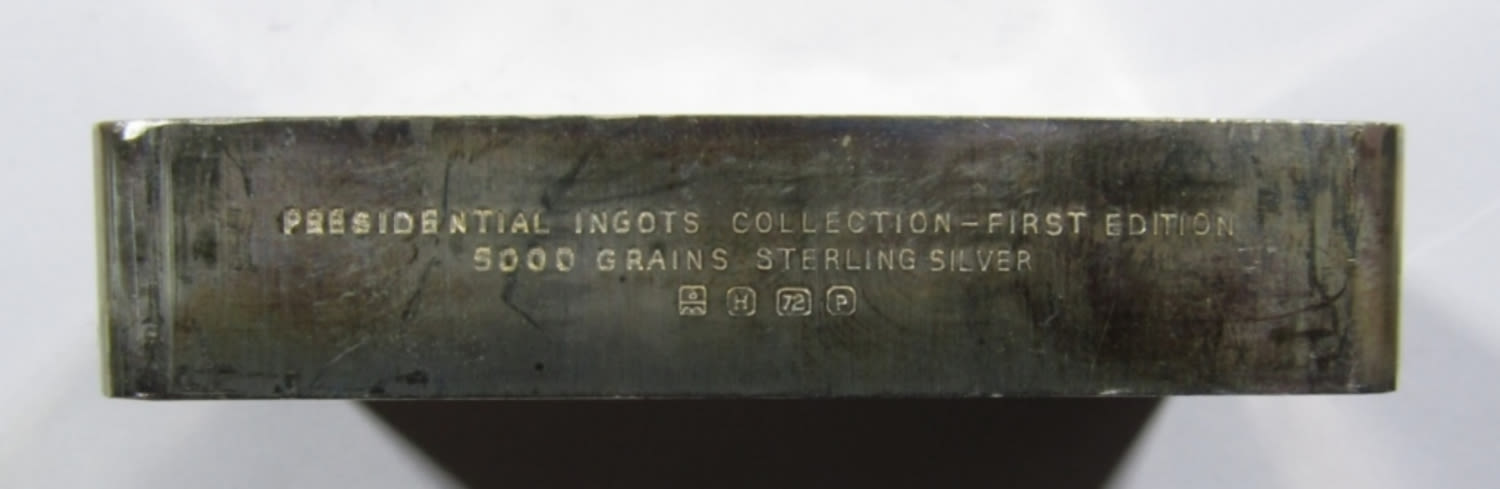 PRESIDENTIAL INGOTS COLLECTION-FIRST EDITION
5000 GRAINS STERLING SILVER
H 72 P